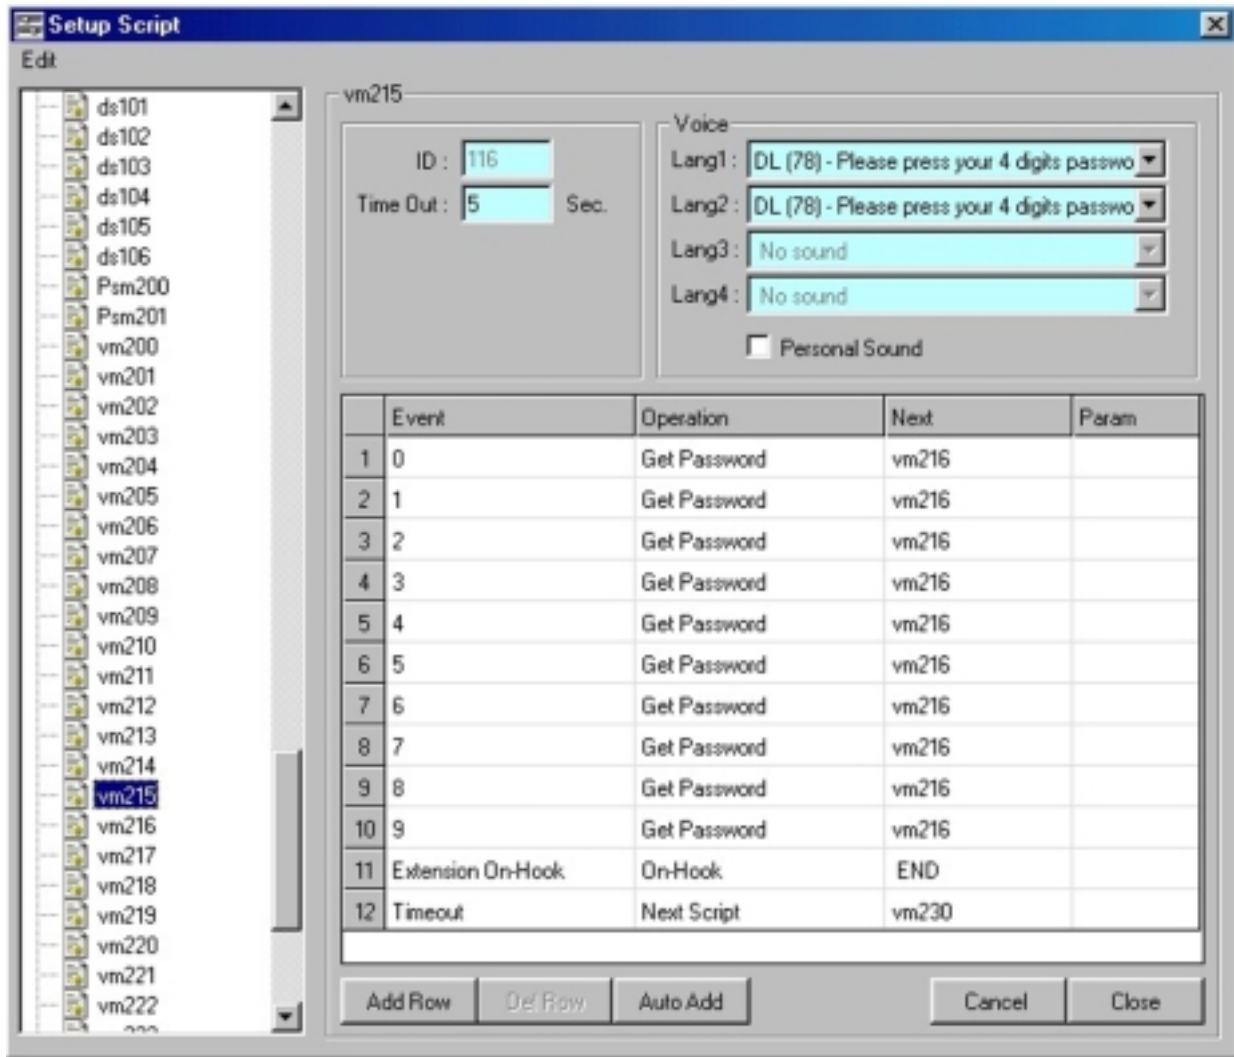 Setup Script
Edit
ds101
ds102
ds103
ds104
ds105
ds106
Psm200
Psm201
vm200
vm201
vm202
vm203
vm204
vm205
vm206
vm207
vm208
vm209
vm210
vm211
vm212
vm213
vm214
vm215
vm216
vm217
vm218
vm219
vm220
vm221
vm222
vm215
ID : 116
Time Out : 5 Sec.
Voice
Lang1 : DL (78) - Please press your 4 digits passwo
Lang2 : DL (78) - Please press your 4 digits passwo
Lang3 : No sound
Lang4 : No sound
Personal Sound
Event Operation Next Param
1 0 Get Password vm216
2 1 Get Password vm216
3 2 Get Password vm216
4 3 Get Password vm216
5 4 Get Password vm216
6 5 Get Password vm216
7 6 Get Password vm216
8 7 Get Password vm216
9 8 Get Password vm216
10 9 Get Password vm216
11 Extension On-Hook On-Hook END
12 Timeout Next Script vm230
Add Row Del Row Auto Add Cancel Close